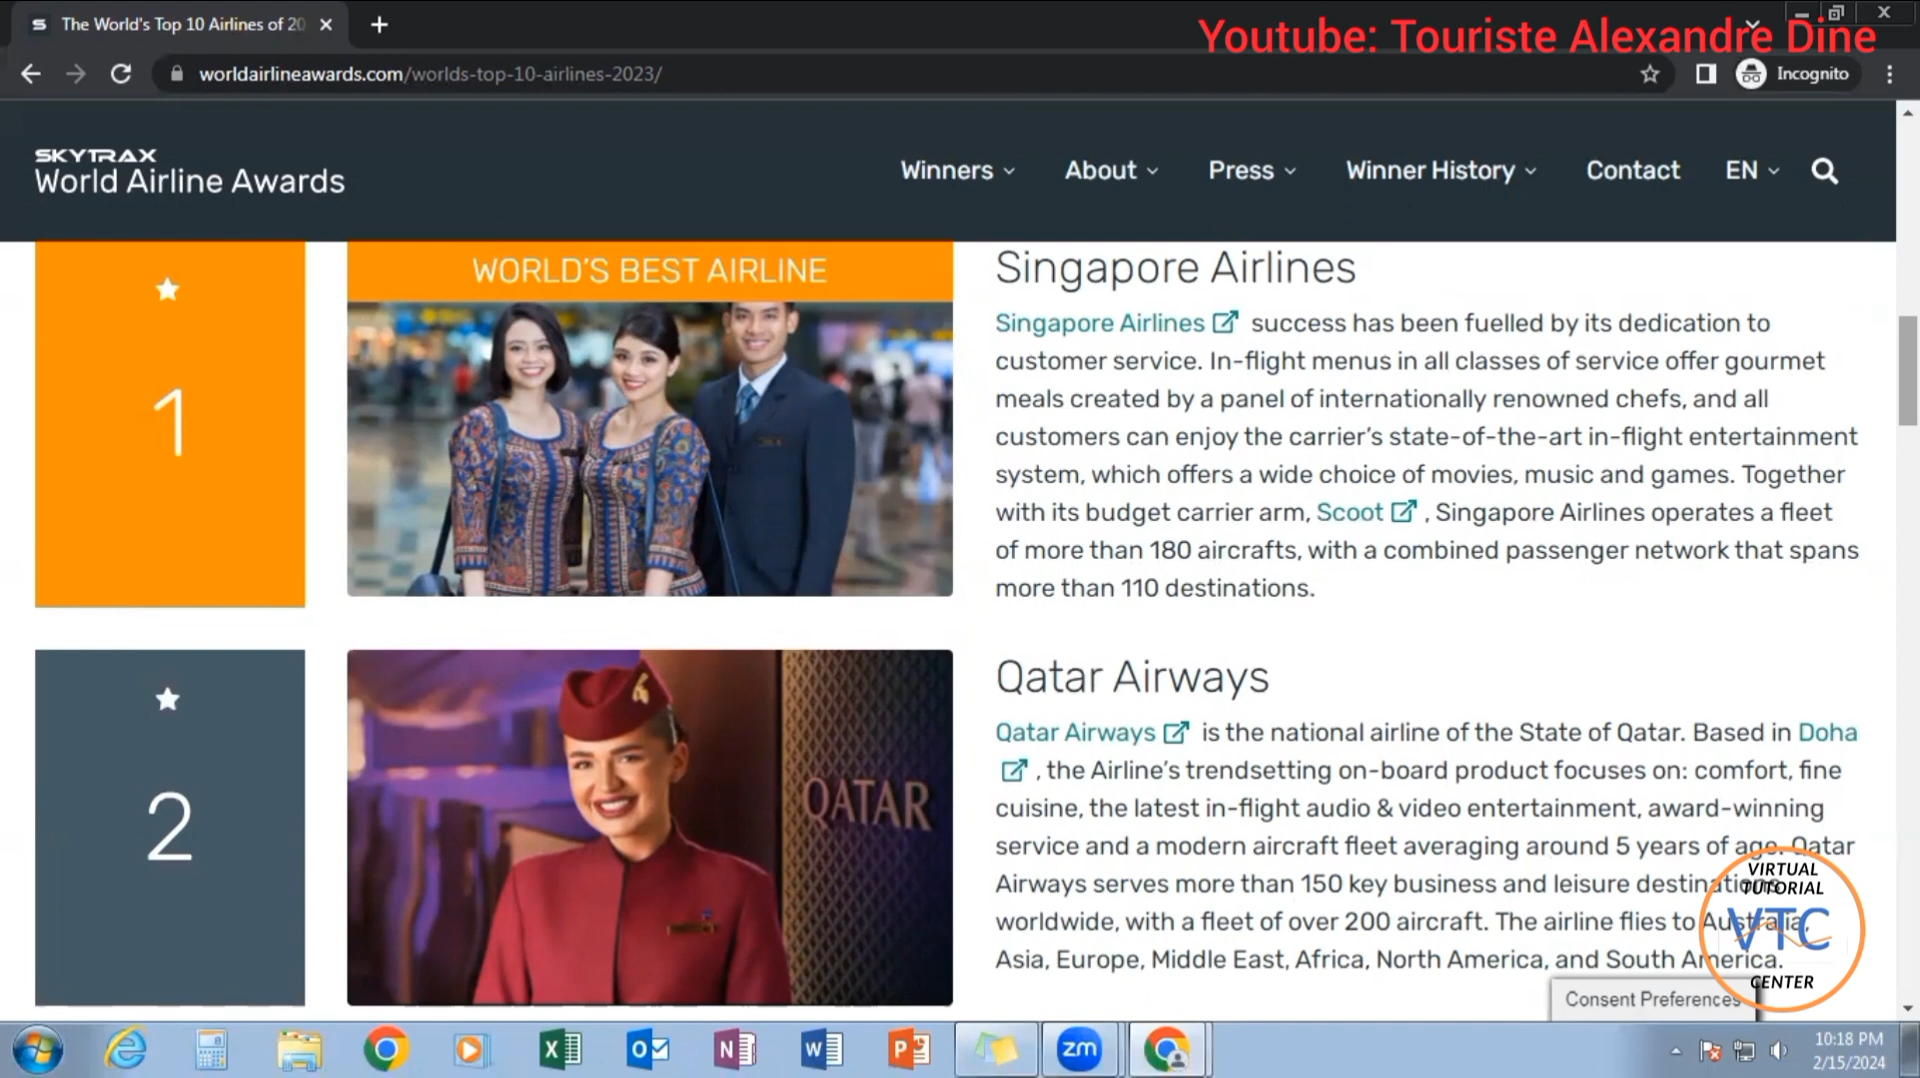 The World's Top 10 Airlines of 20
Youtube: Touriste Alexandre Dine
worldairlineawards.com/worlds-top-10-airlines-2023/
Incognito
SKYTRAX
World Airline Awards
Winners
About
Press
Winner History
Contact
EN
1
WORLD'S BEST AIRLINE
Singapore Airlines
Singapore Airlines success has been fuelled by its dedication to
customer service. In-flight menus in all classes of service offer gourmet
meals created by a panel of internationally renowned chefs, and all
customers can enjoy the carrier's state-of-the-art in-flight entertainment
system, which offers a wide choice of movies, music and games. Together
with its budget carrier arm, Scoot , Singapore Airlines operates a fleet
of more than 180 aircrafts, with a combined passenger network that spans
more than 110 destinations.
2
QATAR
Qatar Airways
Qatar Airways is the national airline of the State of Qatar. Based in Doha
, the Airline's trendsetting on-board product focuses on: comfort, fine
cuisine, the latest in-flight audio & video entertainment, award-winning
service and a modern aircraft fleet averaging around 5 years of age. Qatar
Airways serves more than 150 key business and leisure destinations
worldwide, with a fleet of over 200 aircraft. The airline flies to Australia,
Asia, Europe, Middle East, Africa, North America, and South America.
VIRTUAL
TUTORIAL
VTC
CENTER
Consent Preferences
zm
10:18 PM
2/15/2024